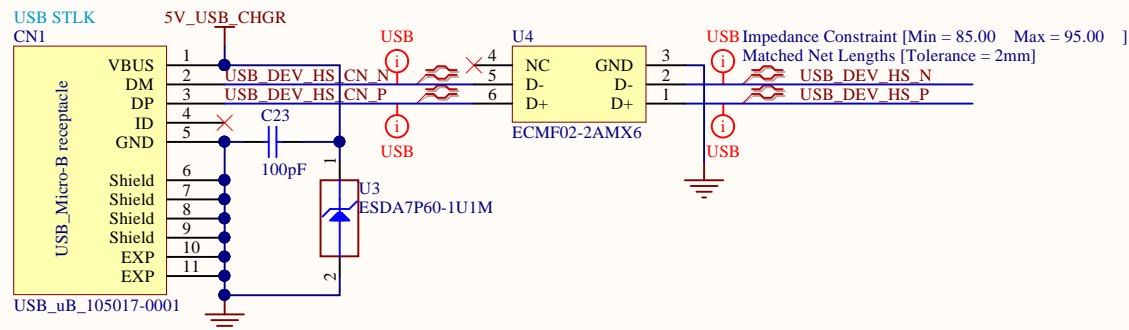 USB STLK
CN1
5V_USB_CHGR
VBUS 1
DM 2
DP 3
ID 4
GND 5
Shield 6
Shield 7
Shield 8
Shield 9
EXP 10
EXP 11
USB_Micro-B receptacle
USB_uB_105017-0001
USB_DEV_HS_CN_N
USB_DEV_HS_CN_P
C23
100pF
1
U3
ESDA7P60-1U1M
2
USB
i
i
USB
U4
4 NC GND 3
5 D- D- 2
6 D+ D+ 1
ECMF02-2AMX6
USB
i
i
USB
Impedance Constraint [Min = 85.00 Max = 95.00 ]
Matched Net Lengths [Tolerance = 2mm]
USB_DEV_HS_N
USB_DEV_HS_P